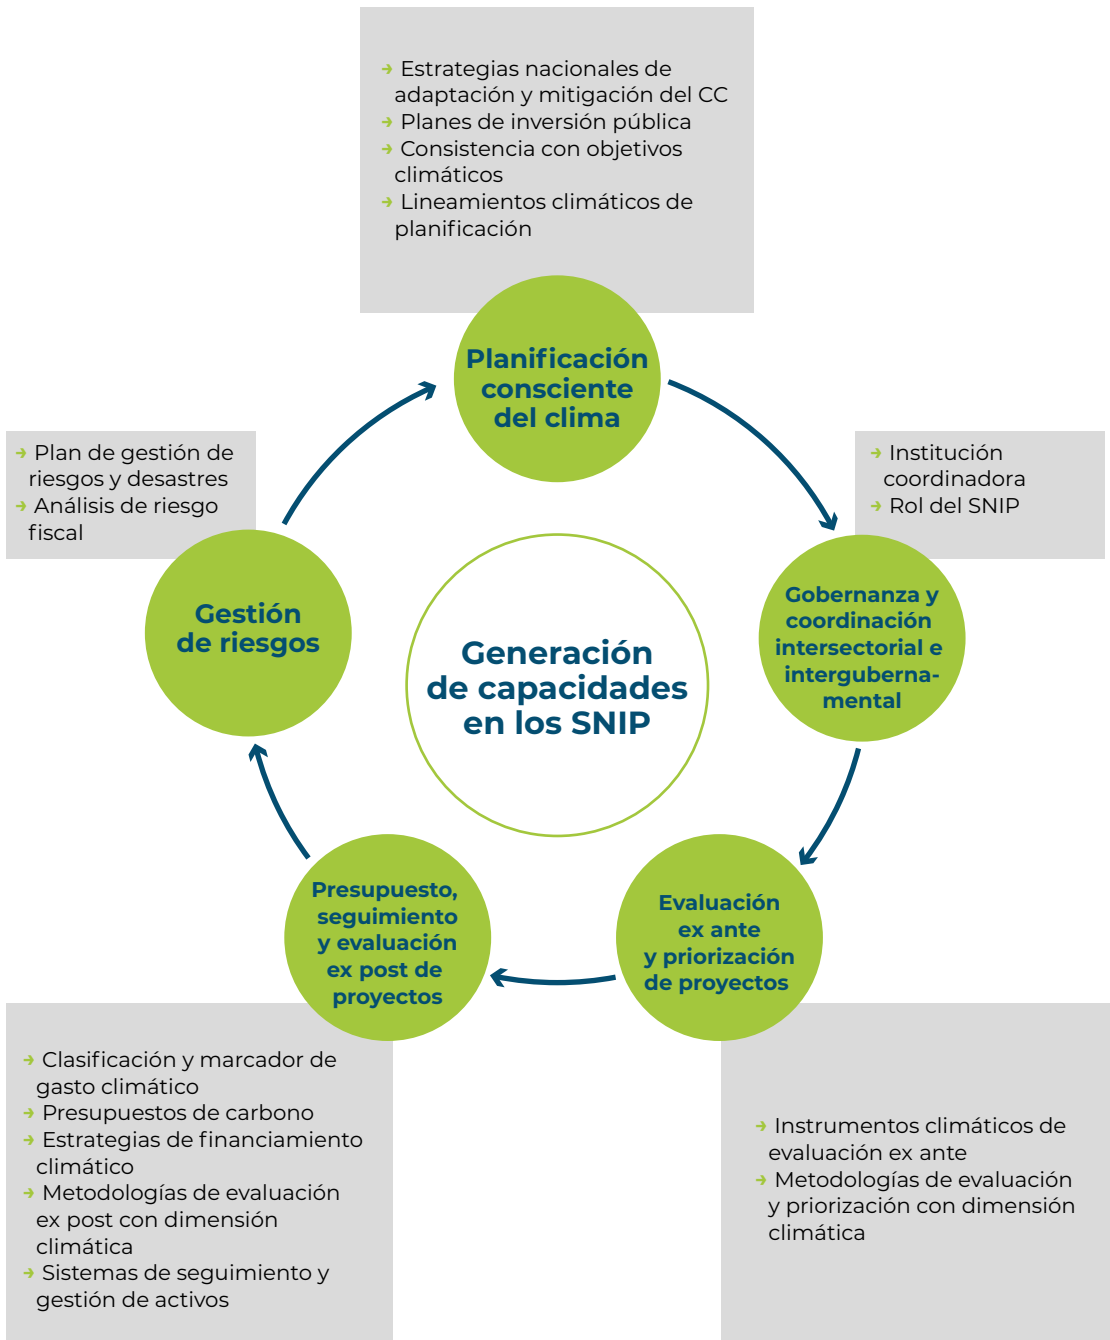 → Estrategias nacionales de
adaptación y mitigación del CC
→ Planes de inversión pública
→ Consistencia con objetivos
climáticos
→ Lineamientos climáticos de
planificación
Planificación
consciente
del clima
→ Institución
coordinadora
→ Rol del SNIP
Gobernanza y
coordinación
intersectorial e
interguberna-
mental
→ Plan de gestión de
riesgos y desastres
→ Análisis de riesgo
fiscal
Gestión
de riesgos
Generación
de capacidades
en los SNIP
Evaluación
ex ante
y priorización
de proyectos
→ Instrumentos climáticos de
evaluación ex ante
→ Metodologías de evaluación
y priorización con dimensión
climática
Presupuesto,
seguimiento
y evaluación
ex post de
proyectos
→ Clasificación y marcador de
gasto climático
→ Presupuestos de carbono
→ Estrategias de financiamiento
climático
→ Metodologías de evaluación
ex post con dimensión
climática
→ Sistemas de seguimiento y
gestión de activos